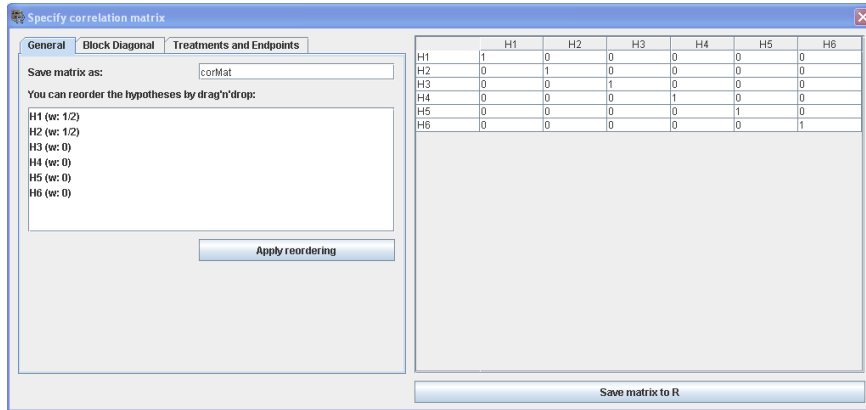 Specify correlation matrix
General Block Diagonal Treatments and Endpoints
Save matrix as: corMat
You can reorder the hypotheses by drag'n'drop:
H1 (w: 1/2)
H2 (w: 1/2)
H3 (w: 0)
H4 (w: 0)
H5 (w: 0)
H6 (w: 0)
Apply reordering
H1 H2 H3 H4 H5 H6
H1 1 0 0 0 0 0
H2 0 1 0 0 0 0
H3 0 0 1 0 0 0
H4 0 0 0 1 0 0
H5 0 0 0 0 1 0
H6 0 0 0 0 0 1
Save matrix to R